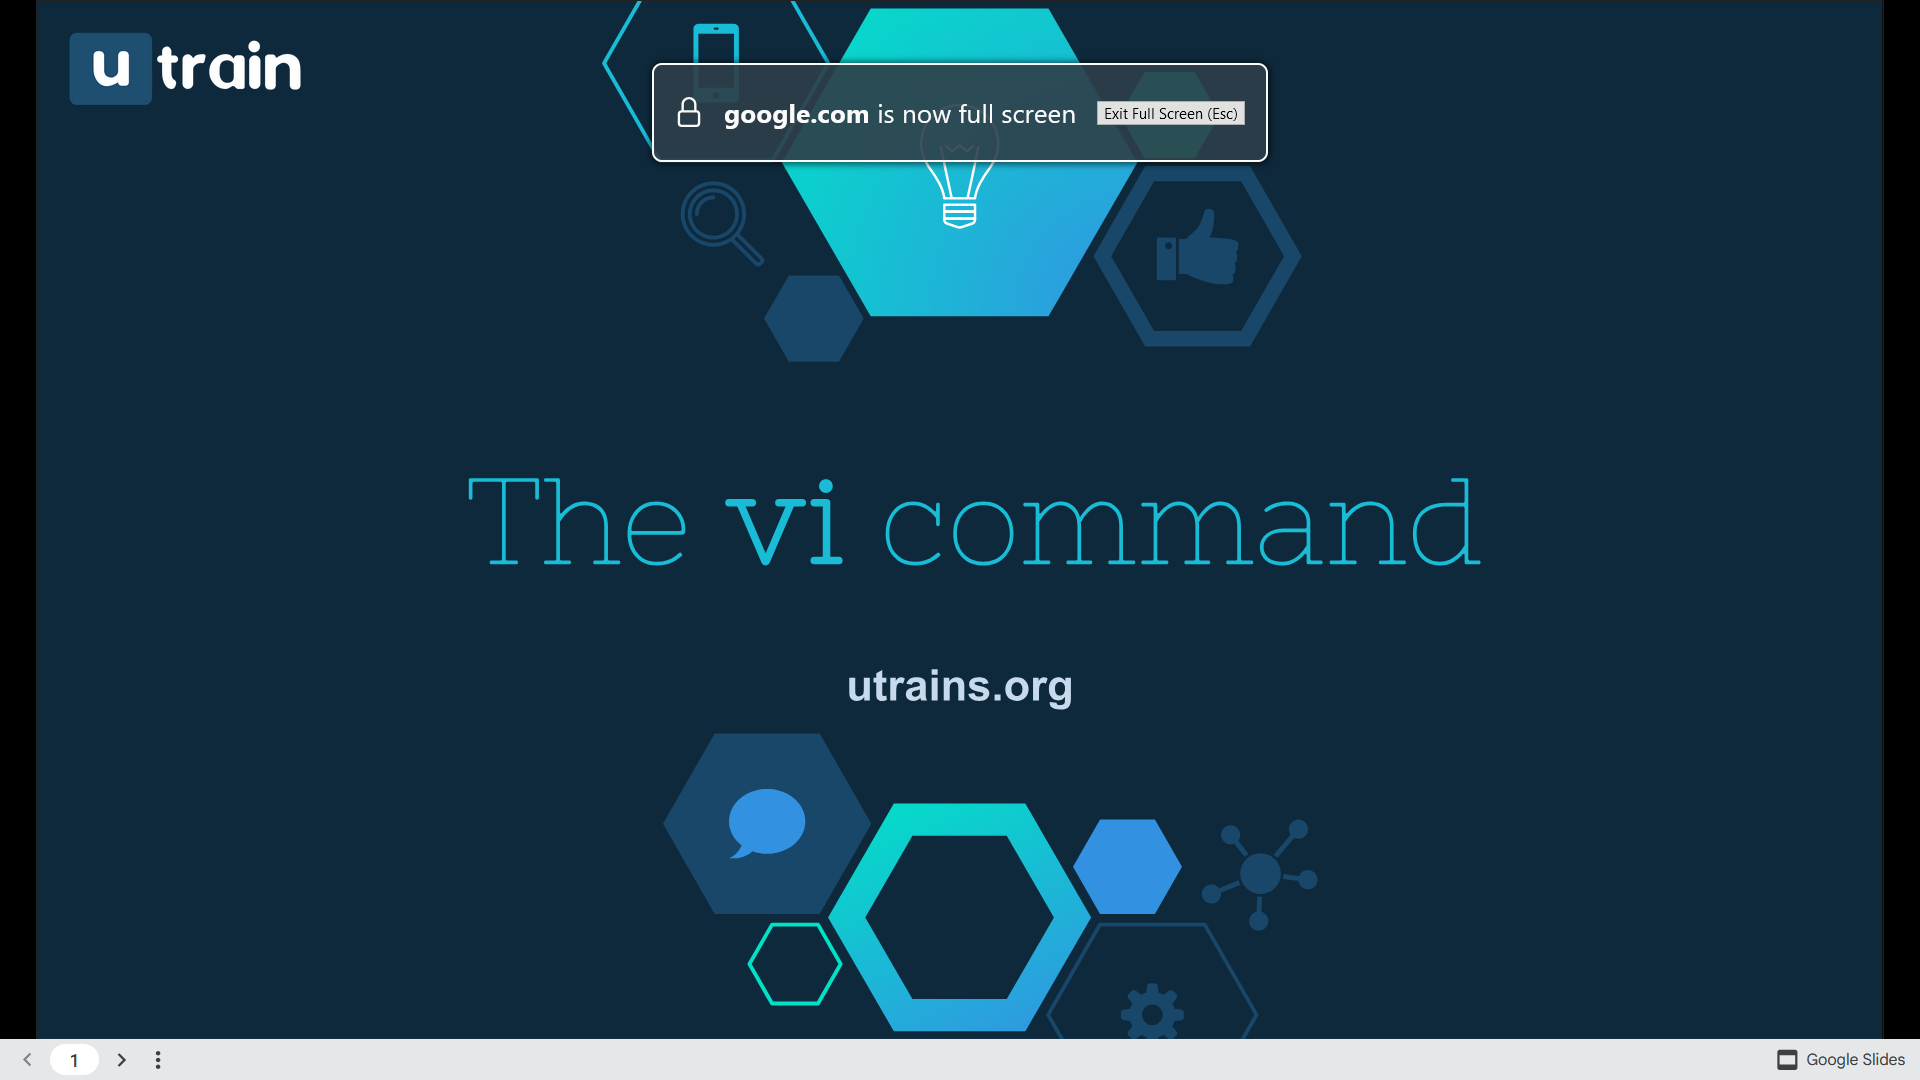 u train
google.com is now full screen Exit Full Screen (Esc)
The vi command
utrains.org
1 Google Slides